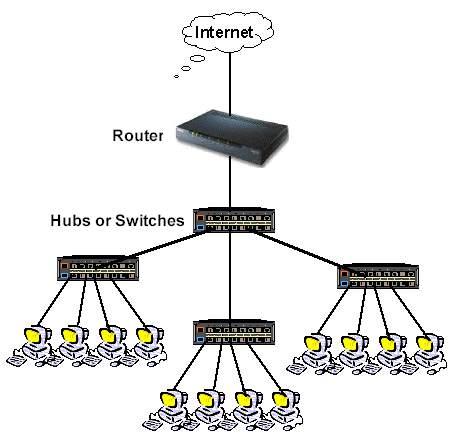 Internet
Router
Hubs or Switches